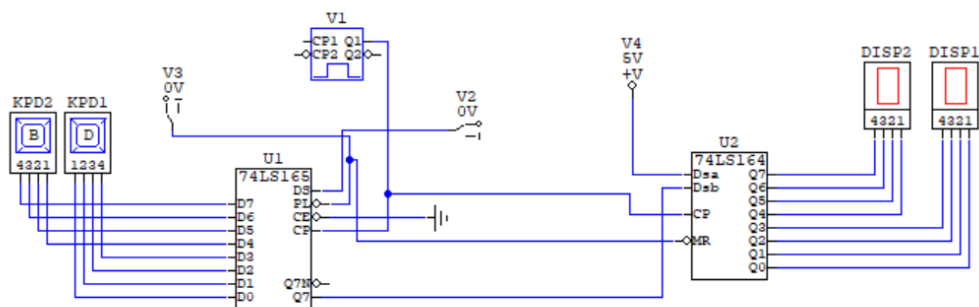 V1
CP1 Q1
CP2 Q2
V3
0V
V2
0V
V4
5V
+V
DISP2 DISP1
4321 4321
KPD2 KPD1
B D
4321 1234
U1
74LS165
DS
PL
CE
CP
D7
D6
D5
D4
D3
D2
D1
D0
Q7N
Q7
U2
74LS164
Dsa
Dsb
CP
MR
Q7
Q6
Q5
Q4
Q3
Q2
Q1
Q0